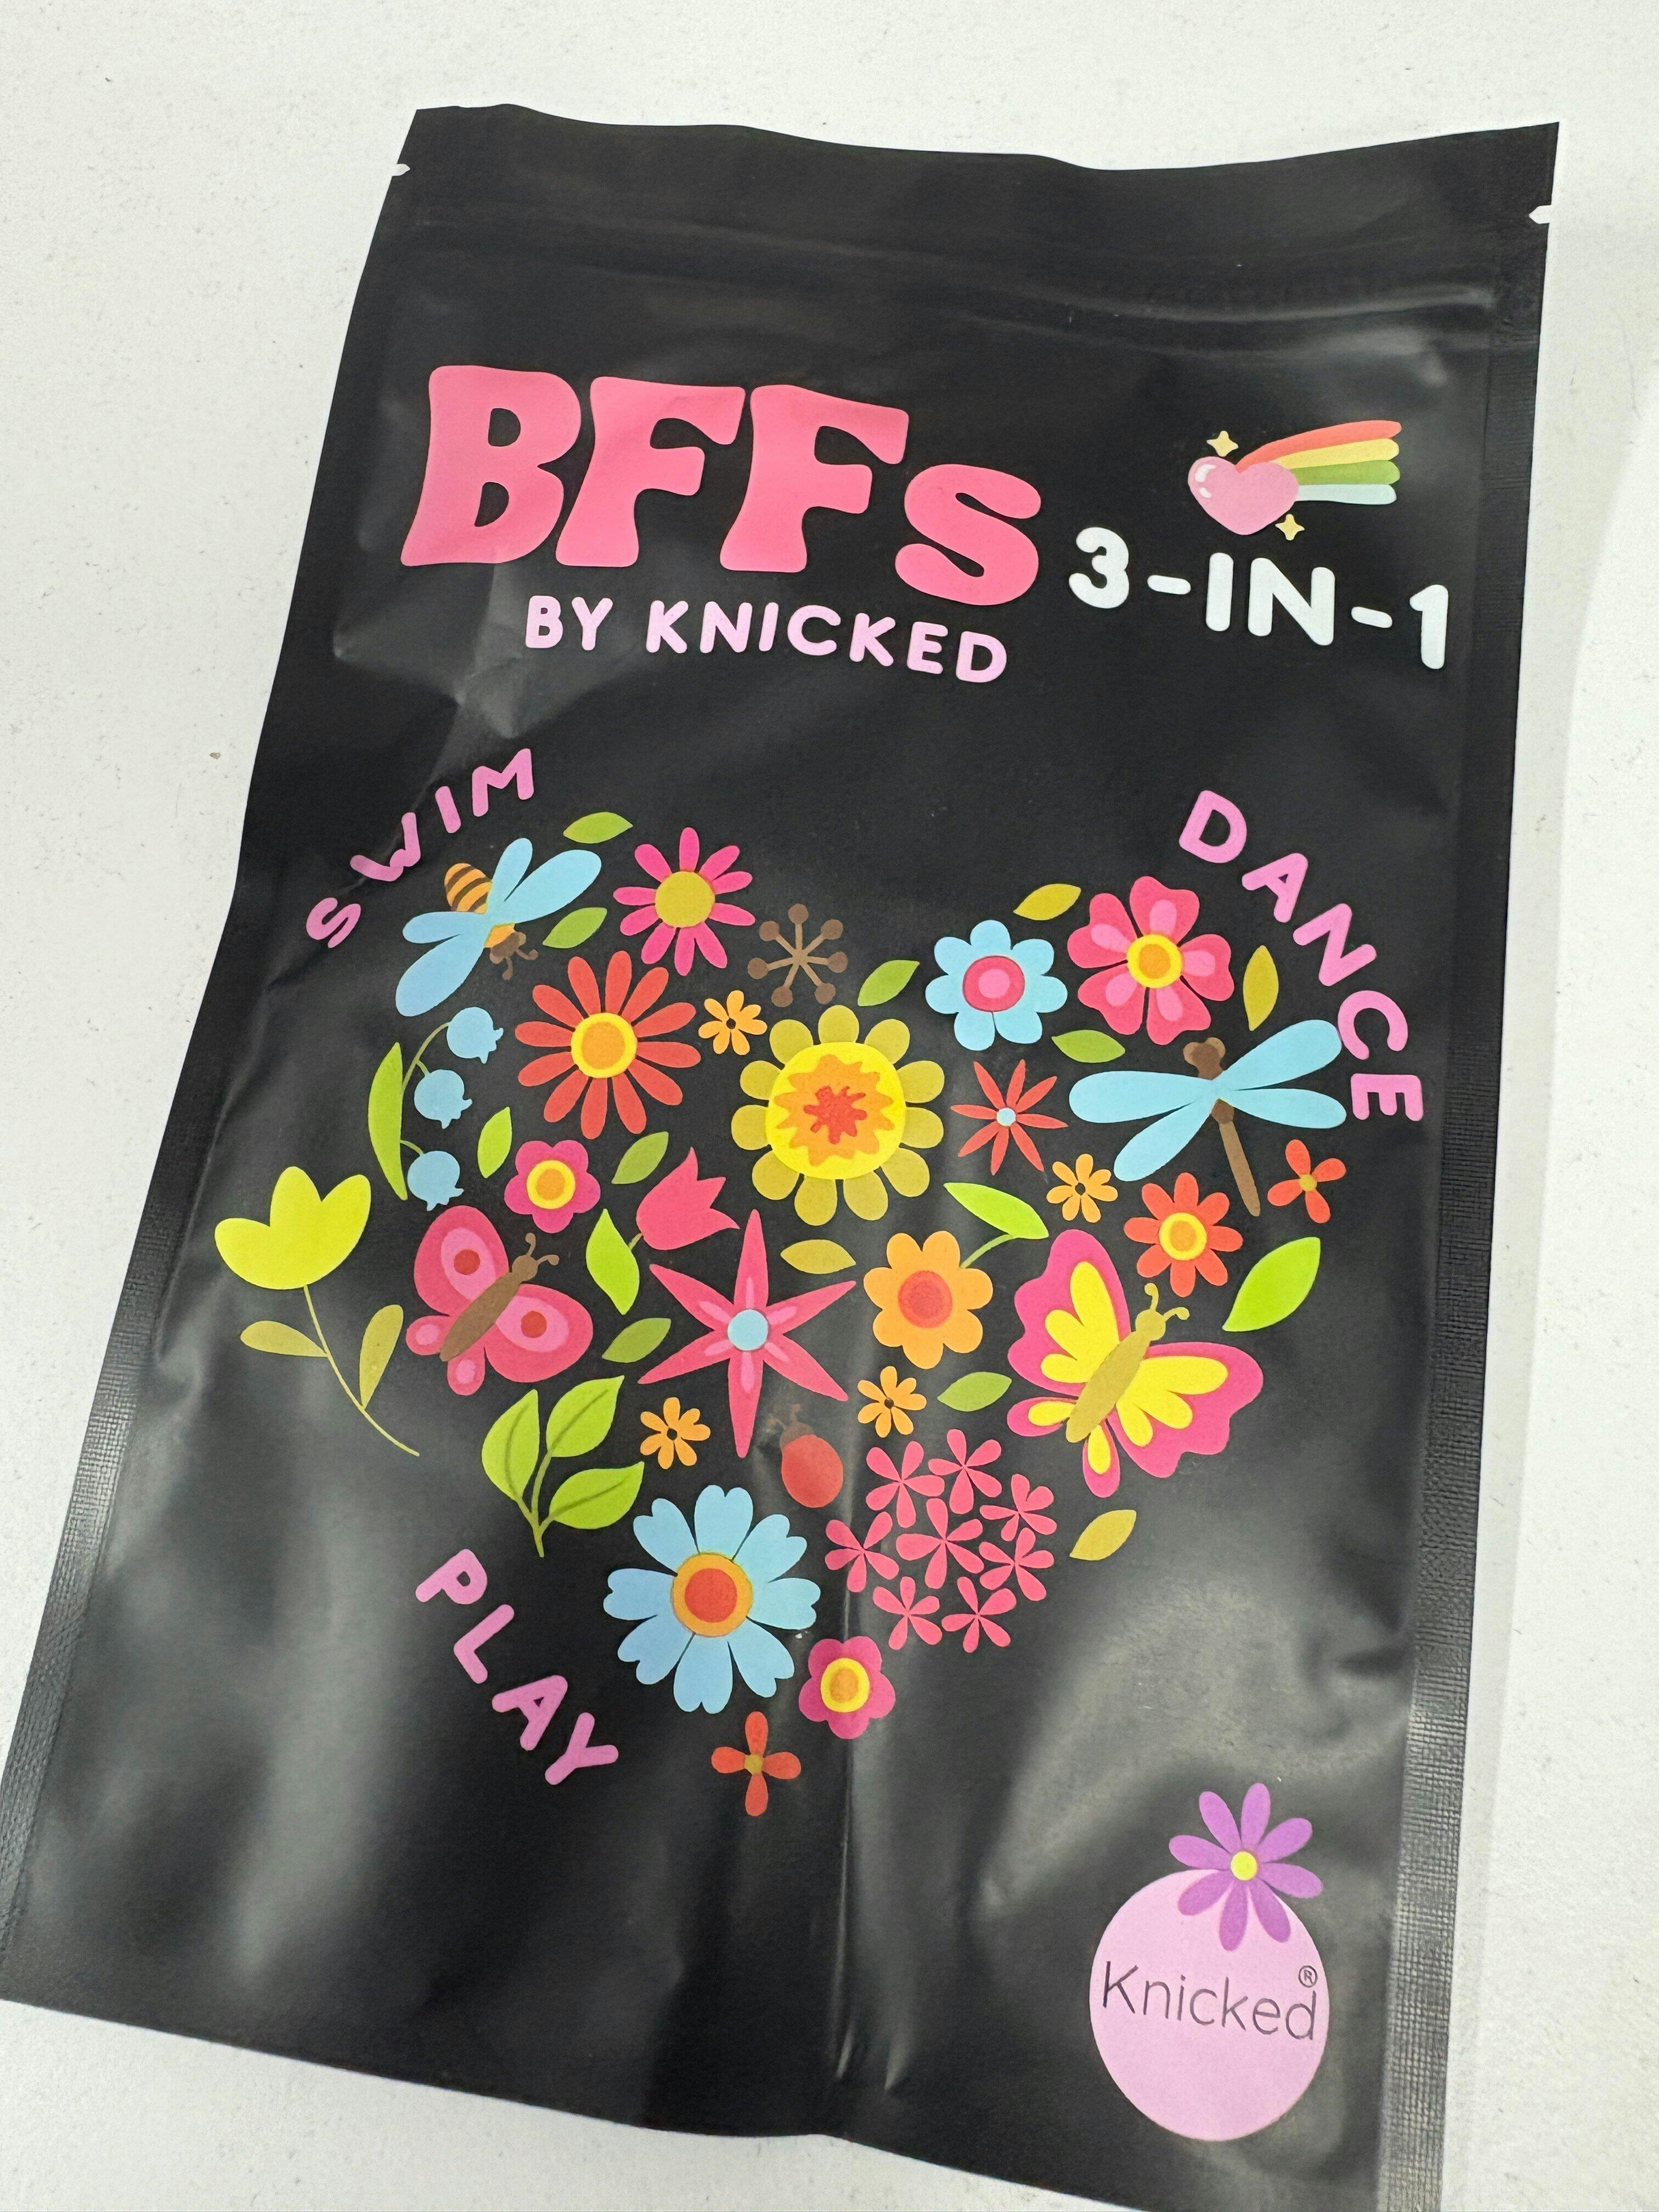 BFFs
3-IN-1
BY KNICKED
SWIM
DANCE
PLAY
Knicked®